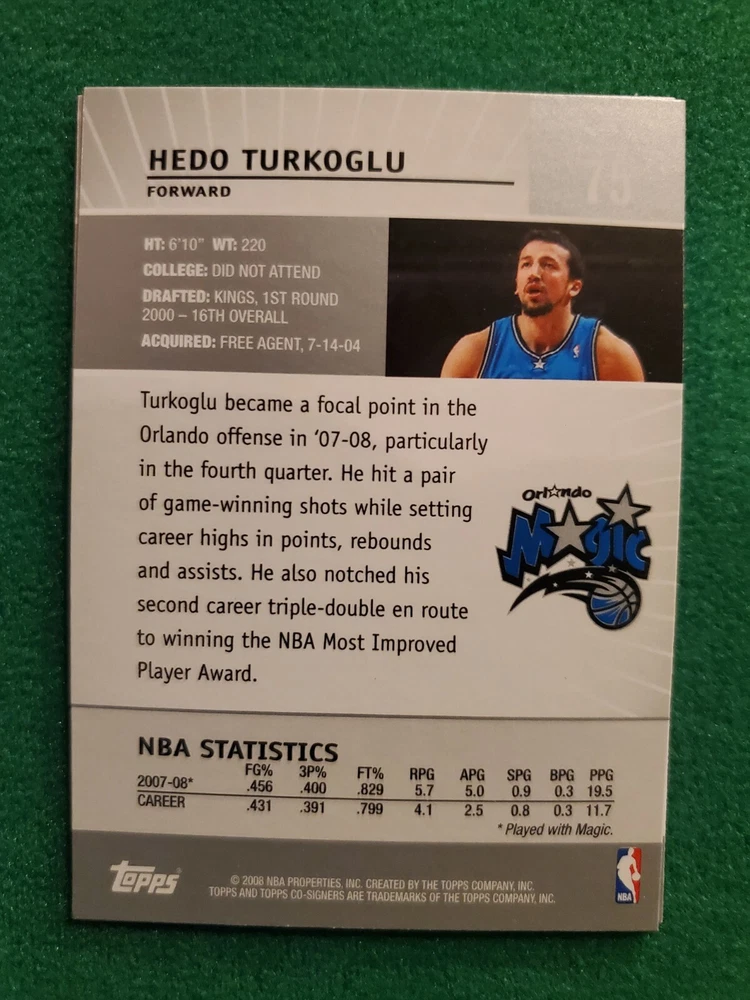 75
HEDO TURKOGLU
FORWARD
HT: 6'10" WT: 220
COLLEGE: DID NOT ATTEND
DRAFTED: KINGS, 1ST ROUND
2000 – 16TH OVERALL
ACQUIRED: FREE AGENT, 7-14-04
Turkoglu became a focal point in the
Orlando offense in '07-08, particularly
in the fourth quarter. He hit a pair
of game-winning shots while setting
career highs in points, rebounds
and assists. He also notched his
second career triple-double en route
to winning the NBA Most Improved
Player Award.
Orlando
Magic
NBA STATISTICS
FG% 3P% FT% RPG APG SPG BPG PPG
2007-08* .456 .400 .829 5.7 5.0 0.9 0.3 19.5
CAREER .431 .391 .799 4.1 2.5 0.8 0.3 11.7
* Played with Magic.
Topps
© 2008 NBA PROPERTIES, INC. CREATED BY THE TOPPS COMPANY, INC.
TOPPS AND TOPPS CO-SIGNERS ARE TRADEMARKS OF THE TOPPS COMPANY, INC.
NBA